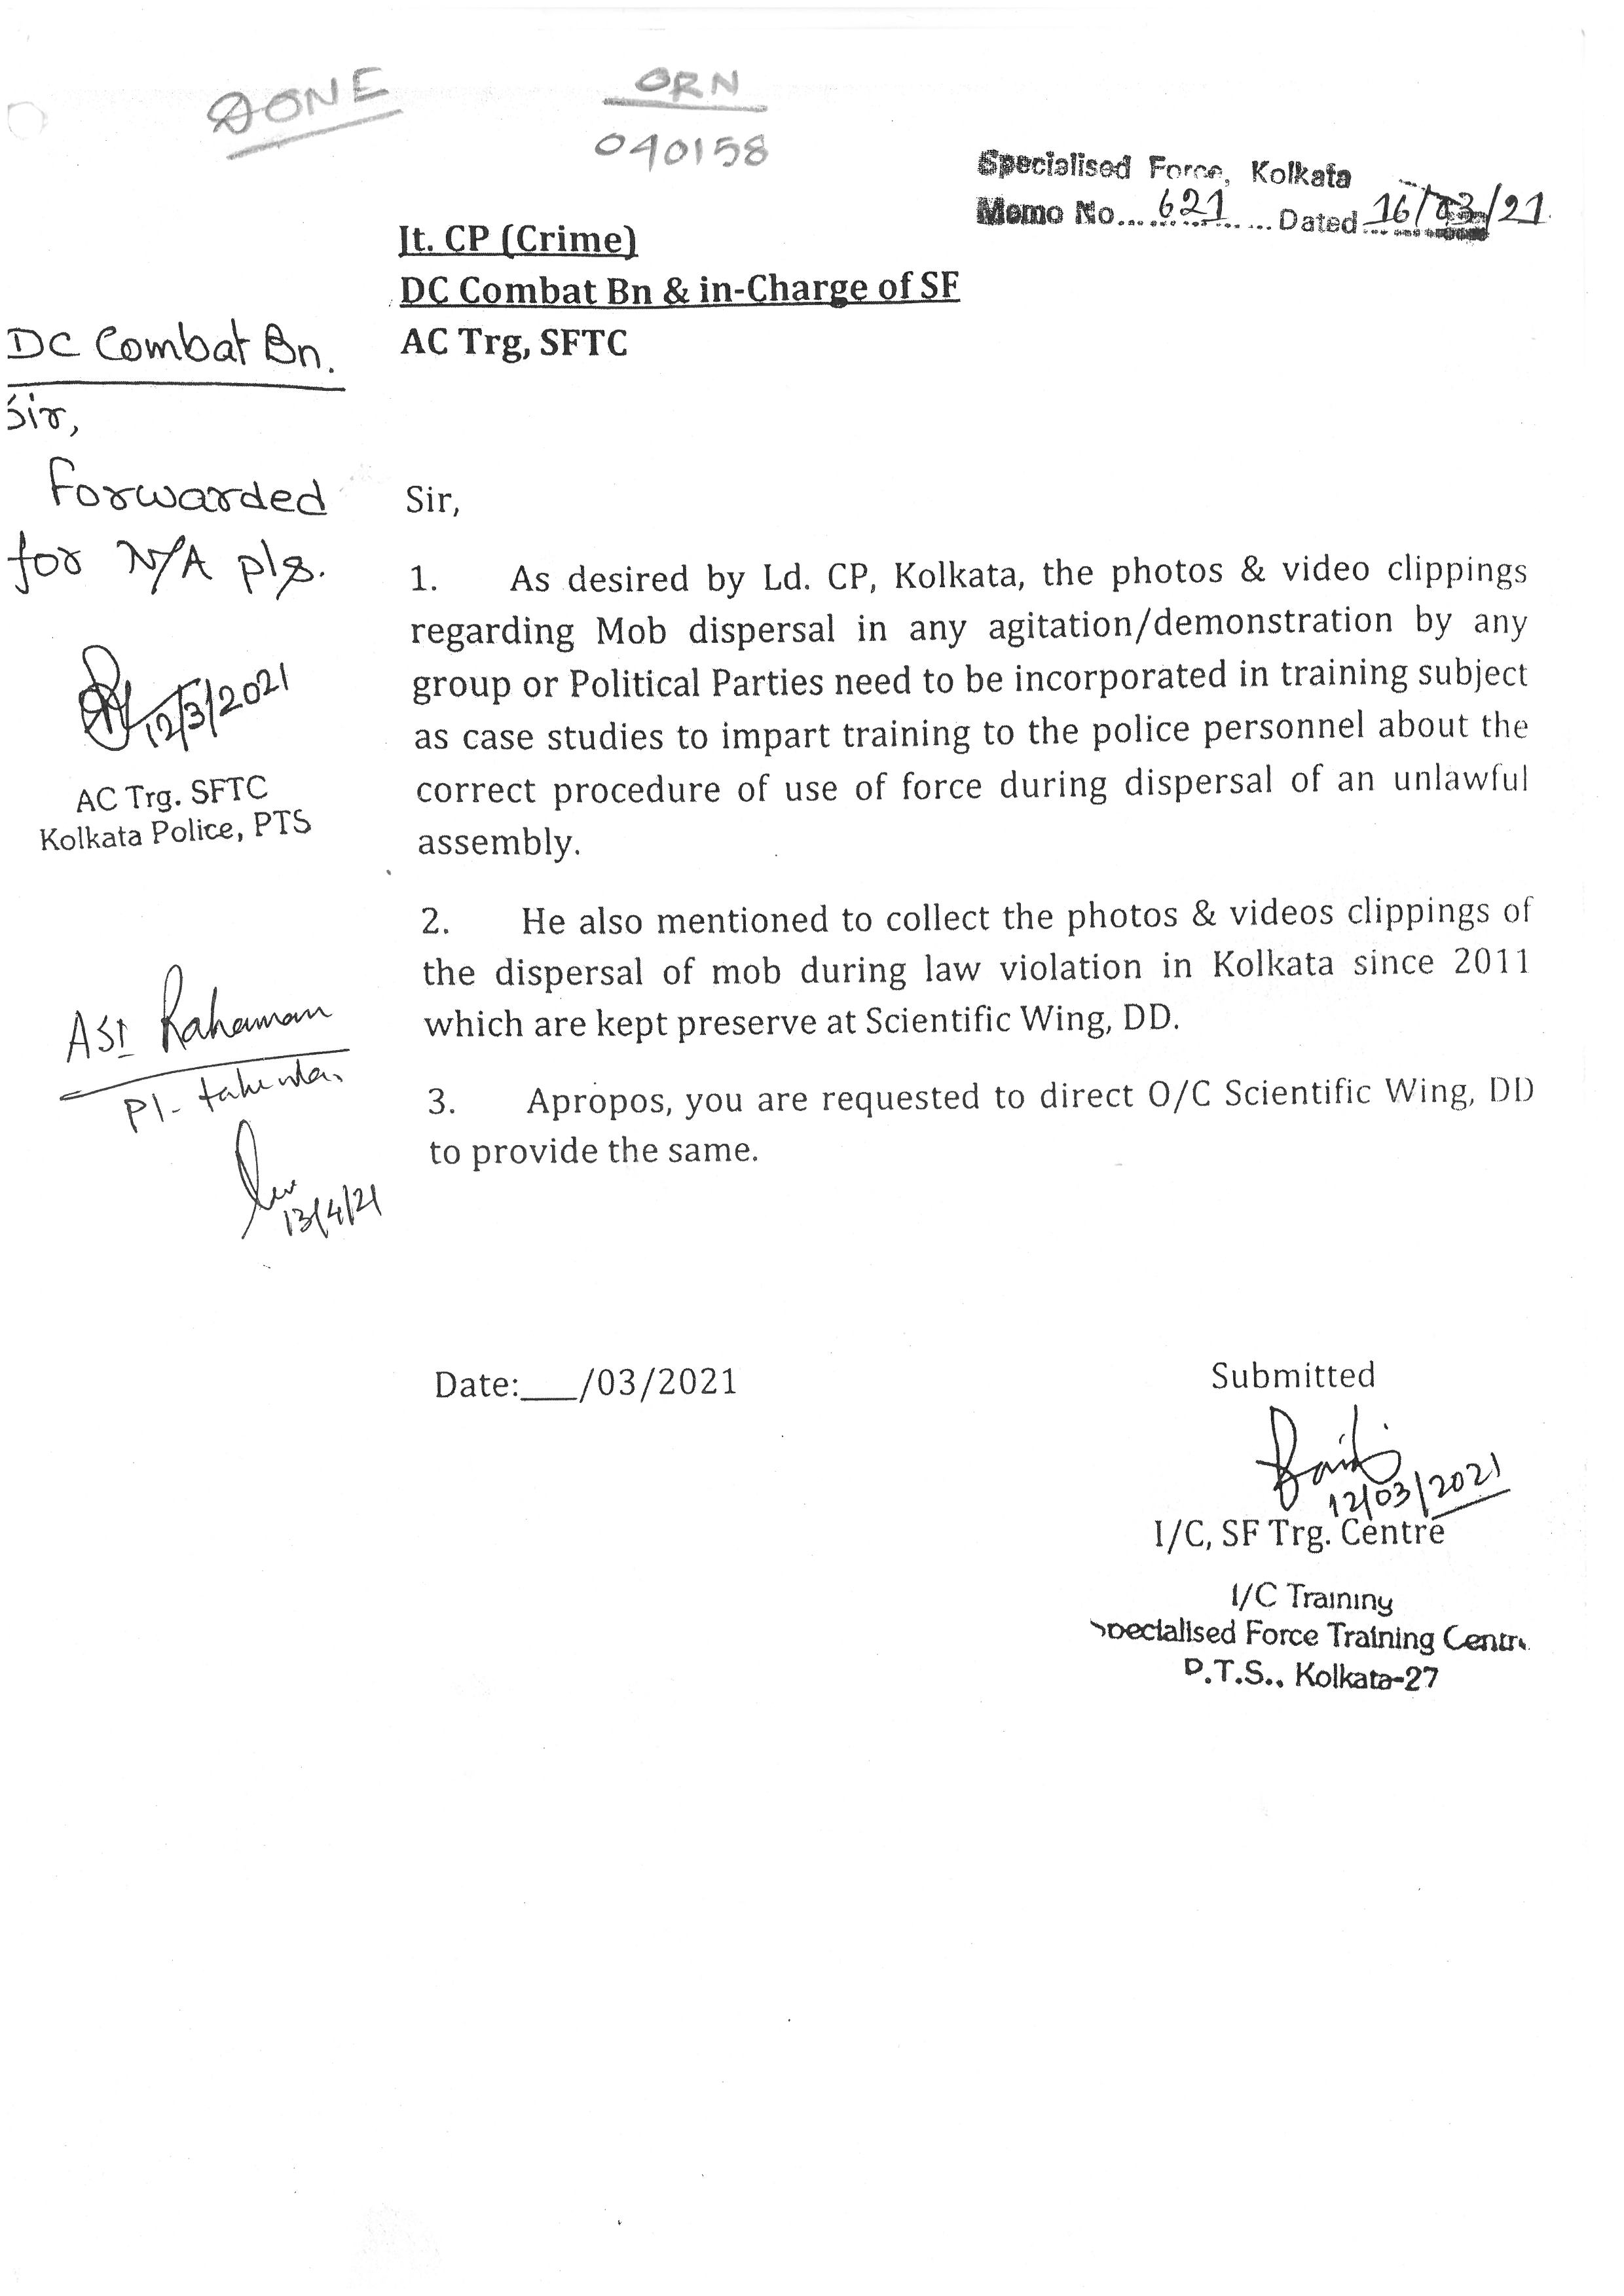 DONE
ORN
040158
Specialised Force, Kolkata
Memo No.... 621 ....Dated 16/03/21
Jt. CP (Crime)
DC Combat Bn & in-Charge of SF
AC Trg, SFTC
DC Combat Bn.
Sir,
Forwarded
for N/A pls.
12/3/2021
AC Trg. SFTC
Kolkata Police, PTS
ASI Rahaman
Pl-
13/4/21
Sir,
1. As desired by Ld. CP, Kolkata, the photos & video clippings
regarding Mob dispersal in any agitation/demonstration by any
group or Political Parties need to be incorporated in training subject
as case studies to impart training to the police personnel about the
correct procedure of use of force during dispersal of an unlawful
assembly.
2. He also mentioned to collect the photos & videos clippings of
the dispersal of mob during law violation in Kolkata since 2011
which are kept preserve at Scientific Wing, DD.
3. Apropos, you are requested to direct O/C Scientific Wing, DD
to provide the same.
Date:___/03/2021
Submitted
12/03/2021
I/C, SF Trg. Centre
I/C Training
Specialised Force Training Centre
P.T.S., Kolkata-27